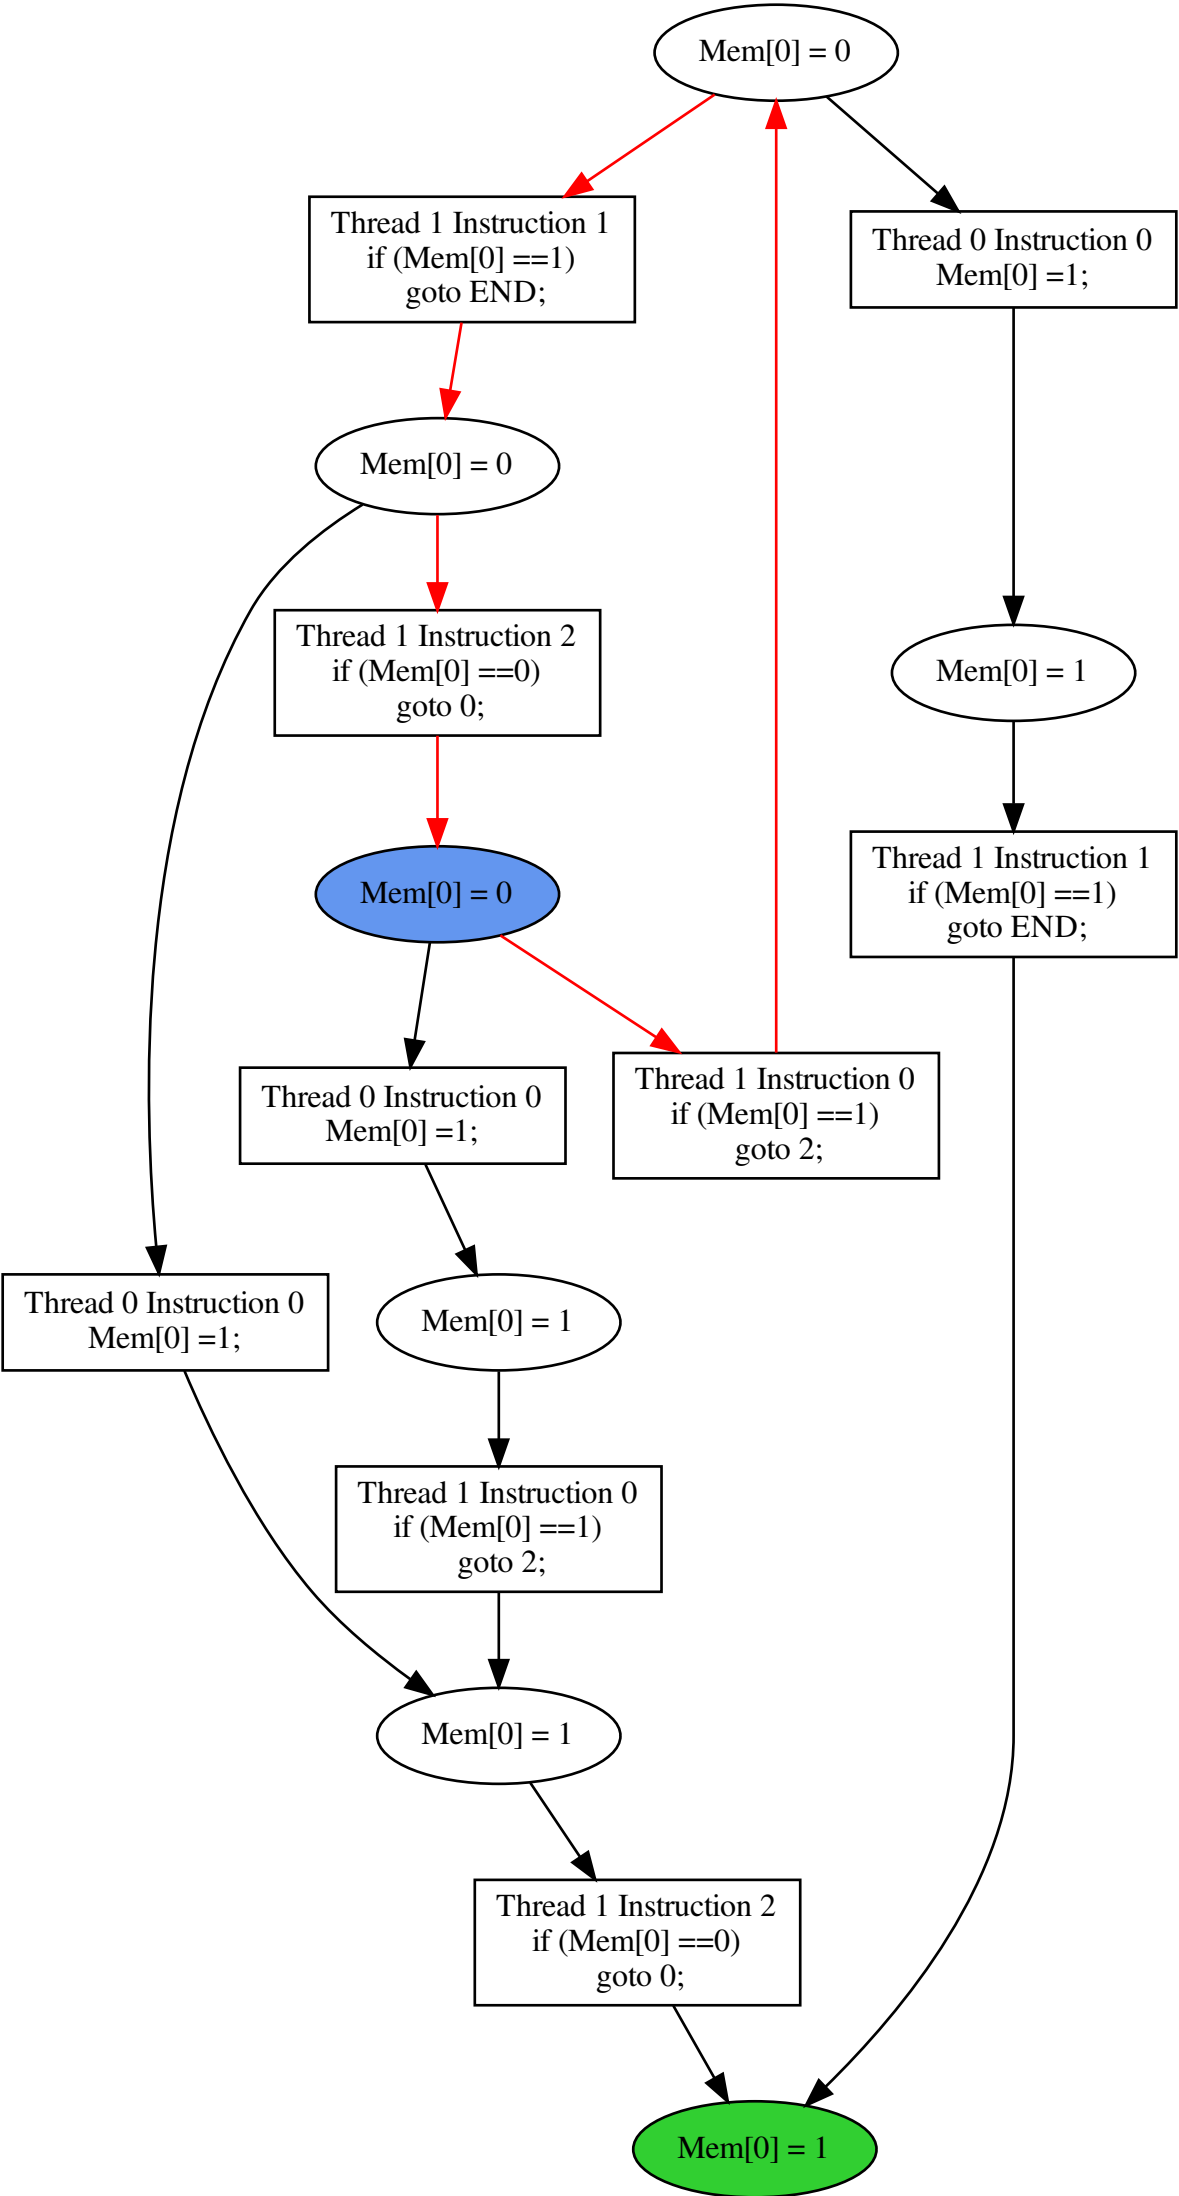 Mem[0] = 0
Thread 1 Instruction 1
if (Mem[0] ==1)
goto END;
Thread 0 Instruction 0
Mem[0] =1;
Mem[0] = 0
Thread 1 Instruction 2
if (Mem[0] ==0)
goto 0;
Mem[0] = 1
Mem[0] = 0
Thread 1 Instruction 1
if (Mem[0] ==1)
goto END;
Thread 0 Instruction 0
Mem[0] =1;
Thread 1 Instruction 0
if (Mem[0] ==1)
goto 2;
Thread 0 Instruction 0
Mem[0] =1;
Mem[0] = 1
Thread 1 Instruction 0
if (Mem[0] ==1)
goto 2;
Mem[0] = 1
Thread 1 Instruction 2
if (Mem[0] ==0)
goto 0;
Mem[0] = 1